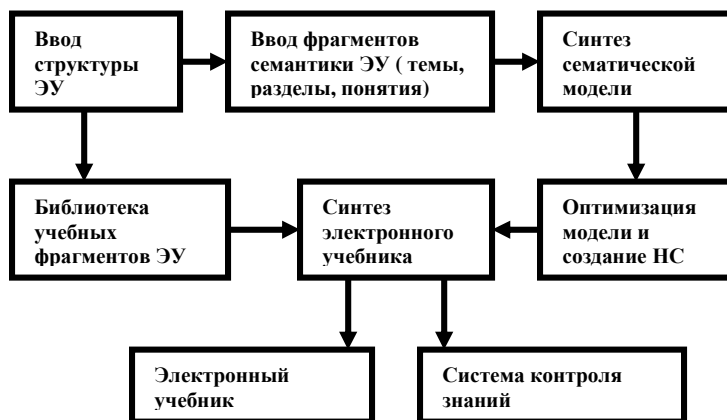 Ввод
структуры
ЭУ
Ввод фрагментов
семантики ЭУ ( темы,
разделы, понятия)
Синтез
сематической
модели
Библиотека
учебных
фрагментов ЭУ
Синтез
электронного
учебника
Оптимизация
модели и
создание НС
Электронный
учебник
Система контроля
знаний